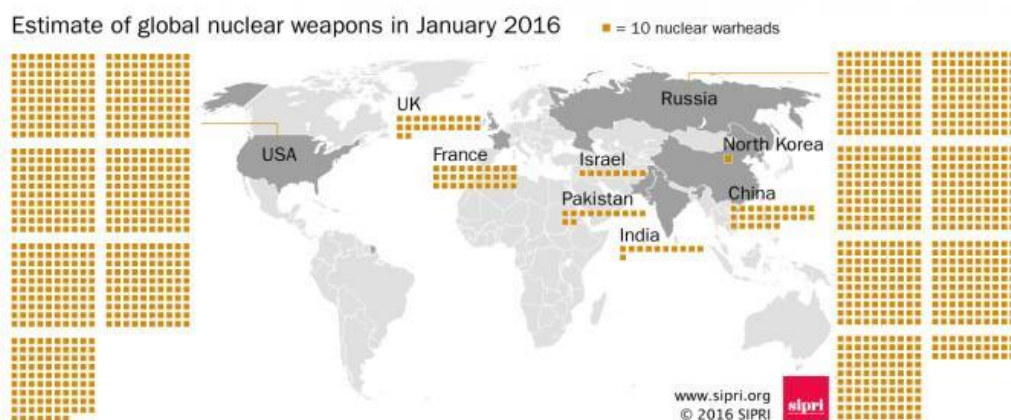 Estimate of global nuclear weapons in January 2016
= 10 nuclear warheads
UK
Russia
USA
North Korea
France
Israel
China
Pakistan
India
www.sipri.org
© 2016 SIPRI
sipri